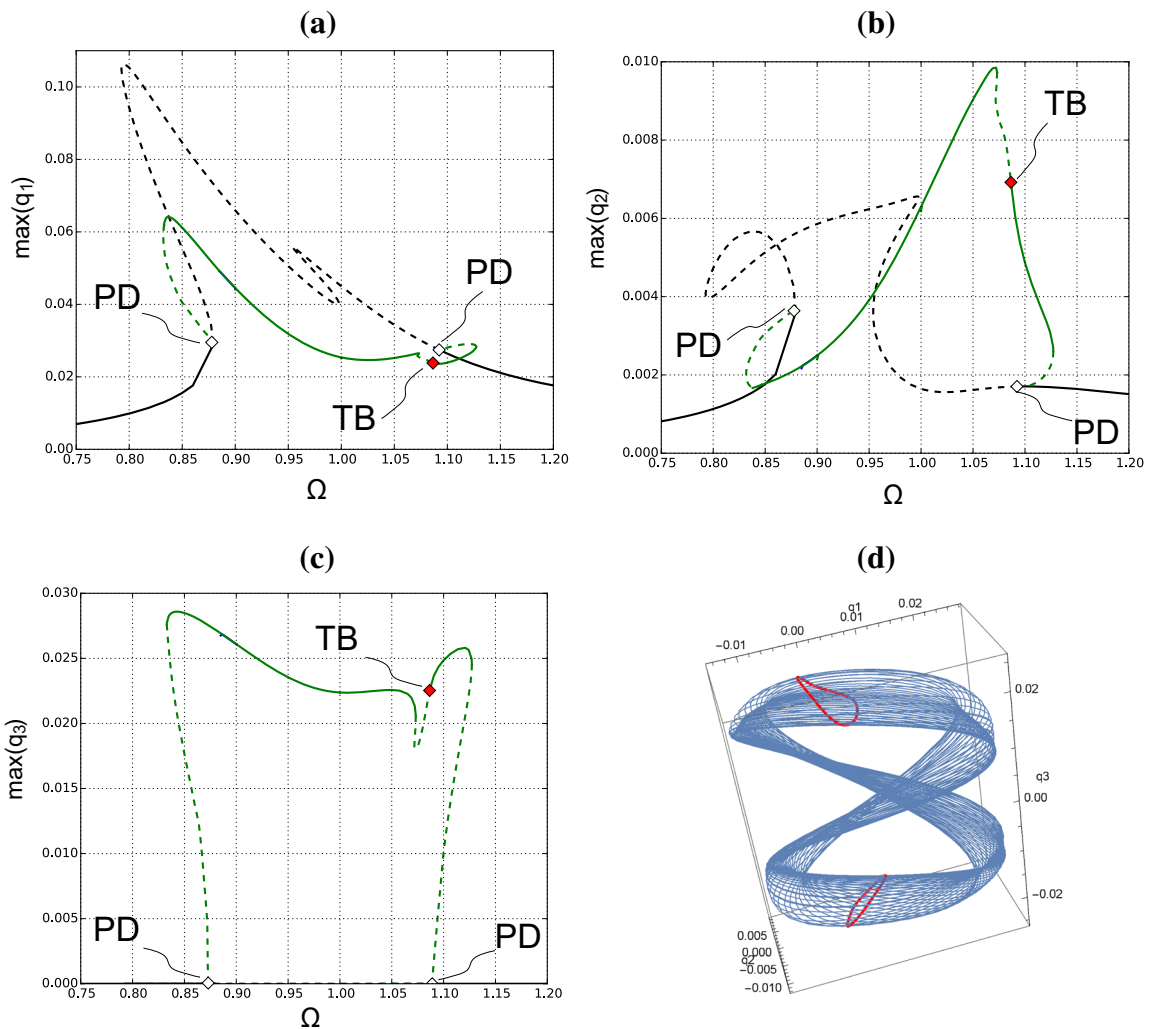 (a)
max(q1)
0.10
0.08
0.06
0.04
0.02
0.00
0.75 0.80 0.85 0.90 0.95 1.00 1.05 1.10 1.15 1.20
Ω
PD
PD
TB
(b)
max(q2)
0.010
0.008
0.006
0.004
0.002
0.000
0.75 0.80 0.85 0.90 0.95 1.00 1.05 1.10 1.15 1.20
Ω
TB
PD
PD
(c)
max(q3)
0.030
0.025
0.020
0.015
0.010
0.005
0.000
0.75 0.80 0.85 0.90 0.95 1.00 1.05 1.10 1.15 1.20
Ω
TB
PD
PD
(d)
q1
−0.01 0.00 0.01 0.02
0.02
q3
0.00
−0.02
0.005
0.000
q2
−0.005
−0.010